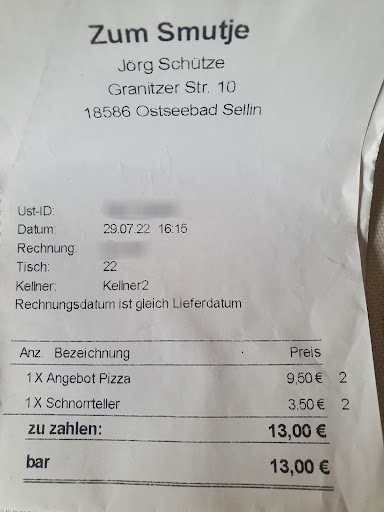 Zum Smutje
Jörg Schütze
Granitzer Str. 10
18586 Ostseebad Sellin
Ust-ID:
Datum: 29.07.22 16:15
Rechnung:
Tisch: 22
Kellner: Kellner2
Rechnungsdatum ist gleich Lieferdatum
Anz. Bezeichnung Preis
1 X Angebot Pizza 9,50 € 2
1 X Schnorrteller 3,50 € 2
zu zahlen: 13,00 €
bar 13,00 €